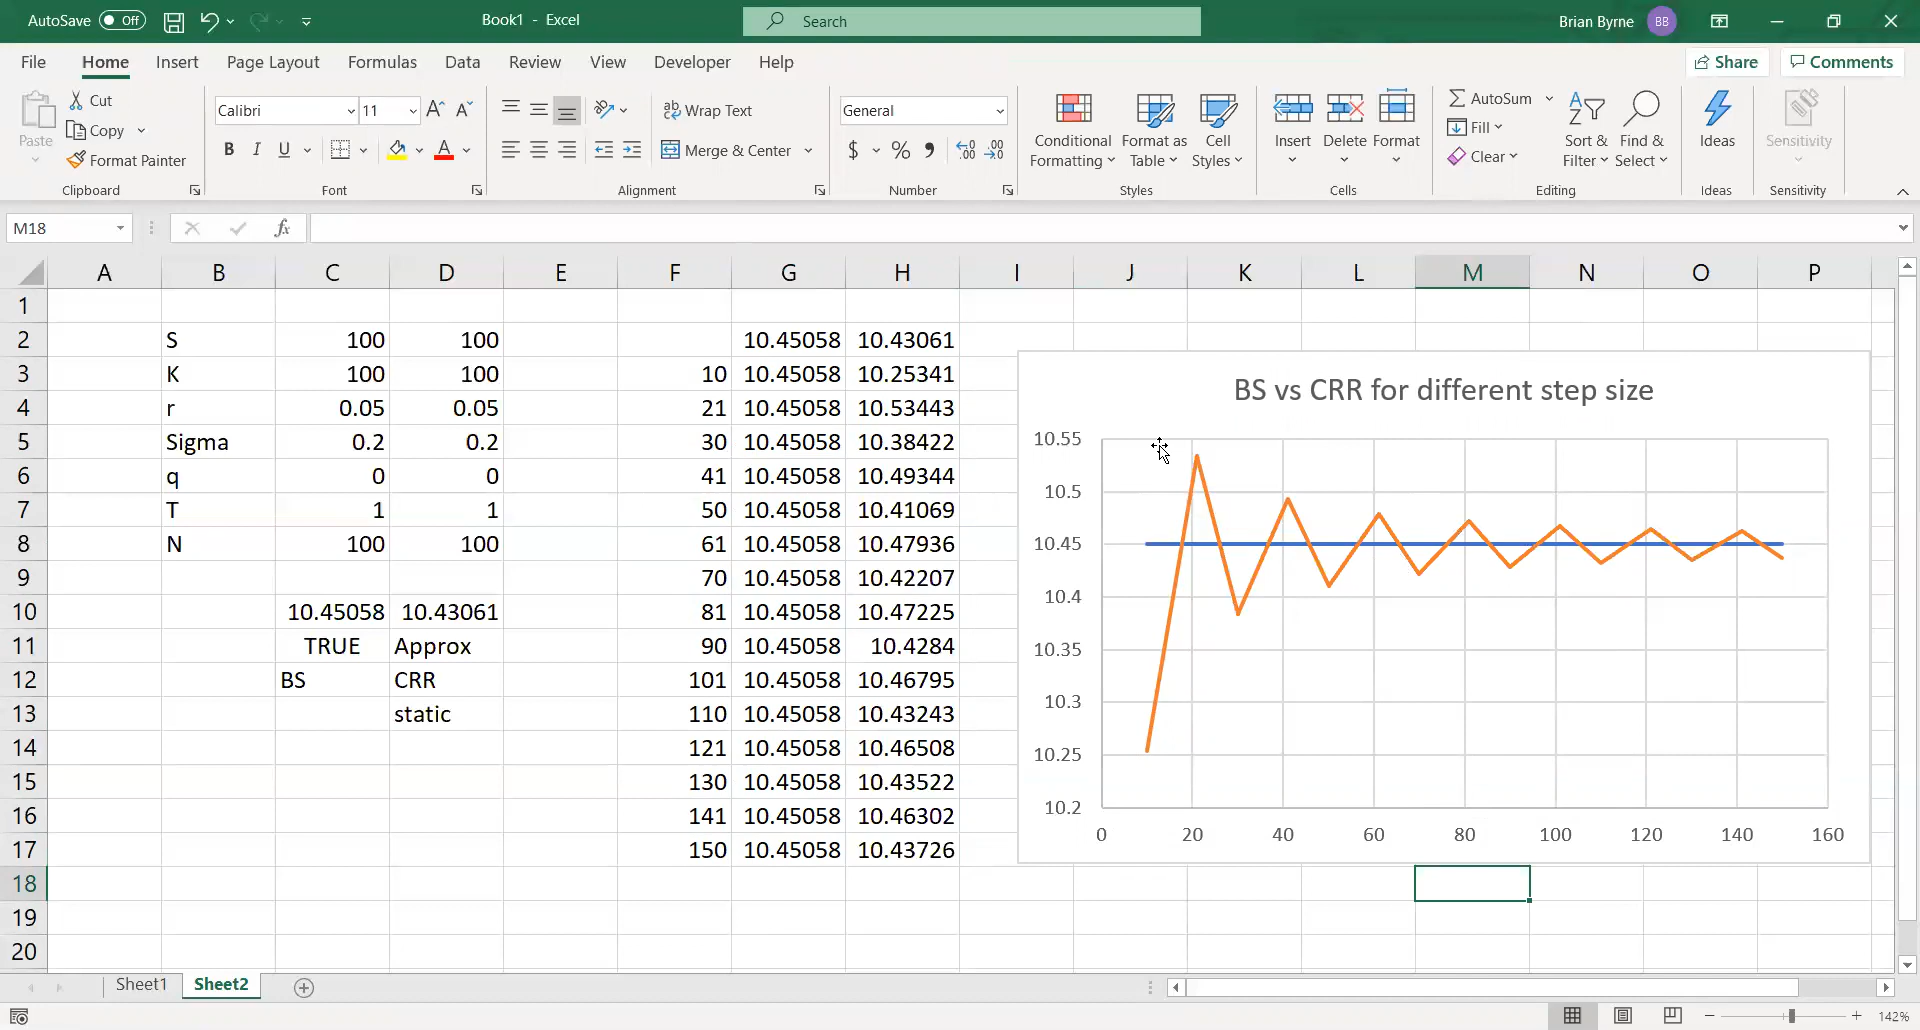 AutoSave Off Book1 - Excel Search Brian Byrne BB
File Home Insert Page Layout Formulas Data Review View Developer Help Share Comments
Paste Cut Copy Format Painter Clipboard
Calibri 11 B I U A Font
ab Wrap Text Merge & Center Alignment
General $ % Number
Conditional Formatting Format as Table Cell Styles Styles
Insert Delete Format Cells
AutoSum Fill Clear Sort & Filter Find & Select Editing
Ideas Ideas
Sensitivity Sensitivity
M18 fx
A B C D E F G H I J K L M N O P
1
2 S 100 100 10.45058 10.43061
3 K 100 100 10 10.45058 10.25341
4 r 0.05 0.05 21 10.45058 10.53443
5 Sigma 0.2 0.2 30 10.45058 10.38422
6 q 0 0 41 10.45058 10.49344
7 T 1 1 50 10.45058 10.41069
8 N 100 100 61 10.45058 10.47936
9 70 10.45058 10.42207
10 10.45058 10.43061 81 10.45058 10.47225
11 TRUE Approx 90 10.45058 10.4284
12 BS CRR 101 10.45058 10.46795
13 static 110 10.45058 10.43243
14 121 10.45058 10.46508
15 130 10.45058 10.43522
16 141 10.45058 10.46302
17 150 10.45058 10.43726
18
19
20
BS vs CRR for different step size
10.55
10.5
10.45
10.4
10.35
10.3
10.25
10.2
0 20 40 60 80 100 120 140 160
Sheet1 Sheet2
142%